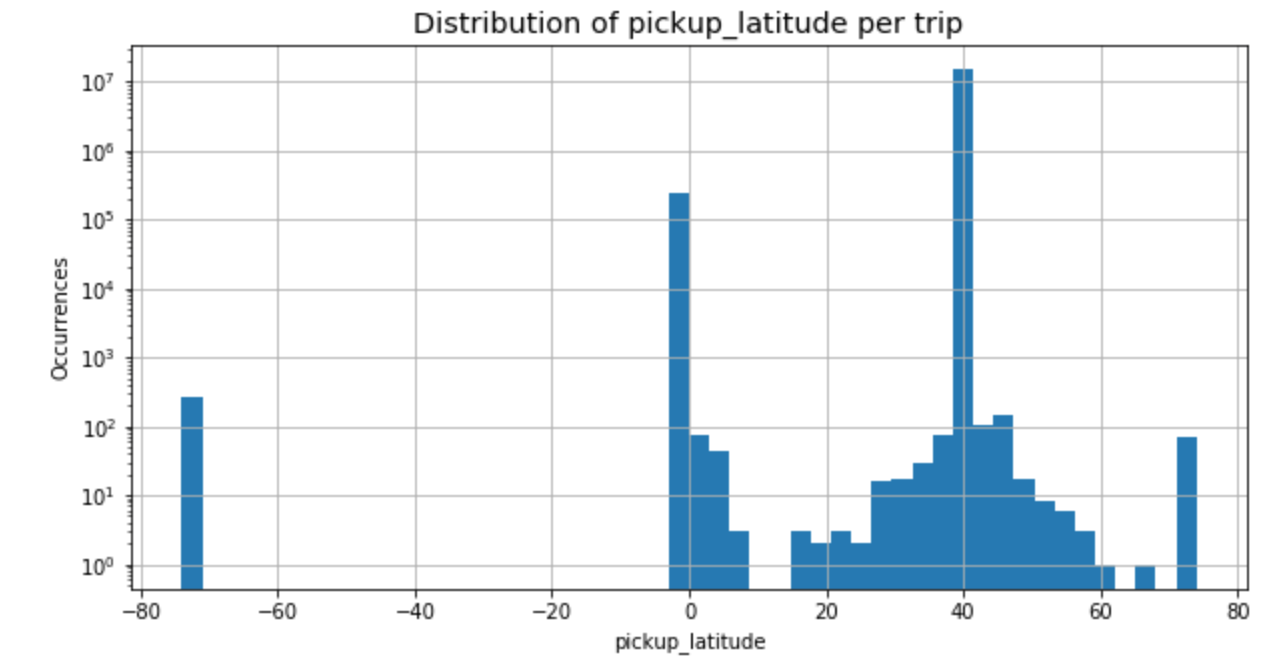 Distribution of pickup_latitude per trip
10⁷
10⁶
10⁵
10⁴
10³
10²
10¹
10⁰
Occurrences
−80 −60 −40 −20 0 20 40 60 80
pickup_latitude